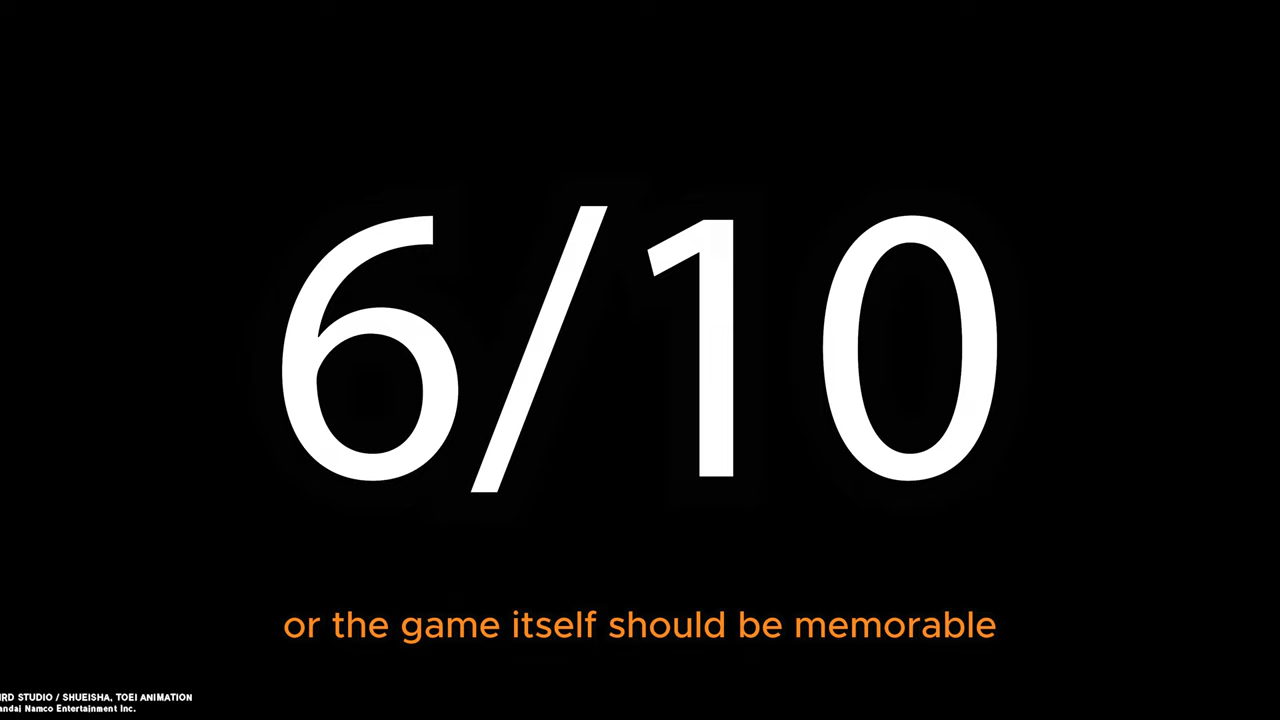 6/10
or the game itself should be memorable
IRD STUDIO / SHUEISHA, TOEI ANIMATION
andai Namco Entertainment Inc.